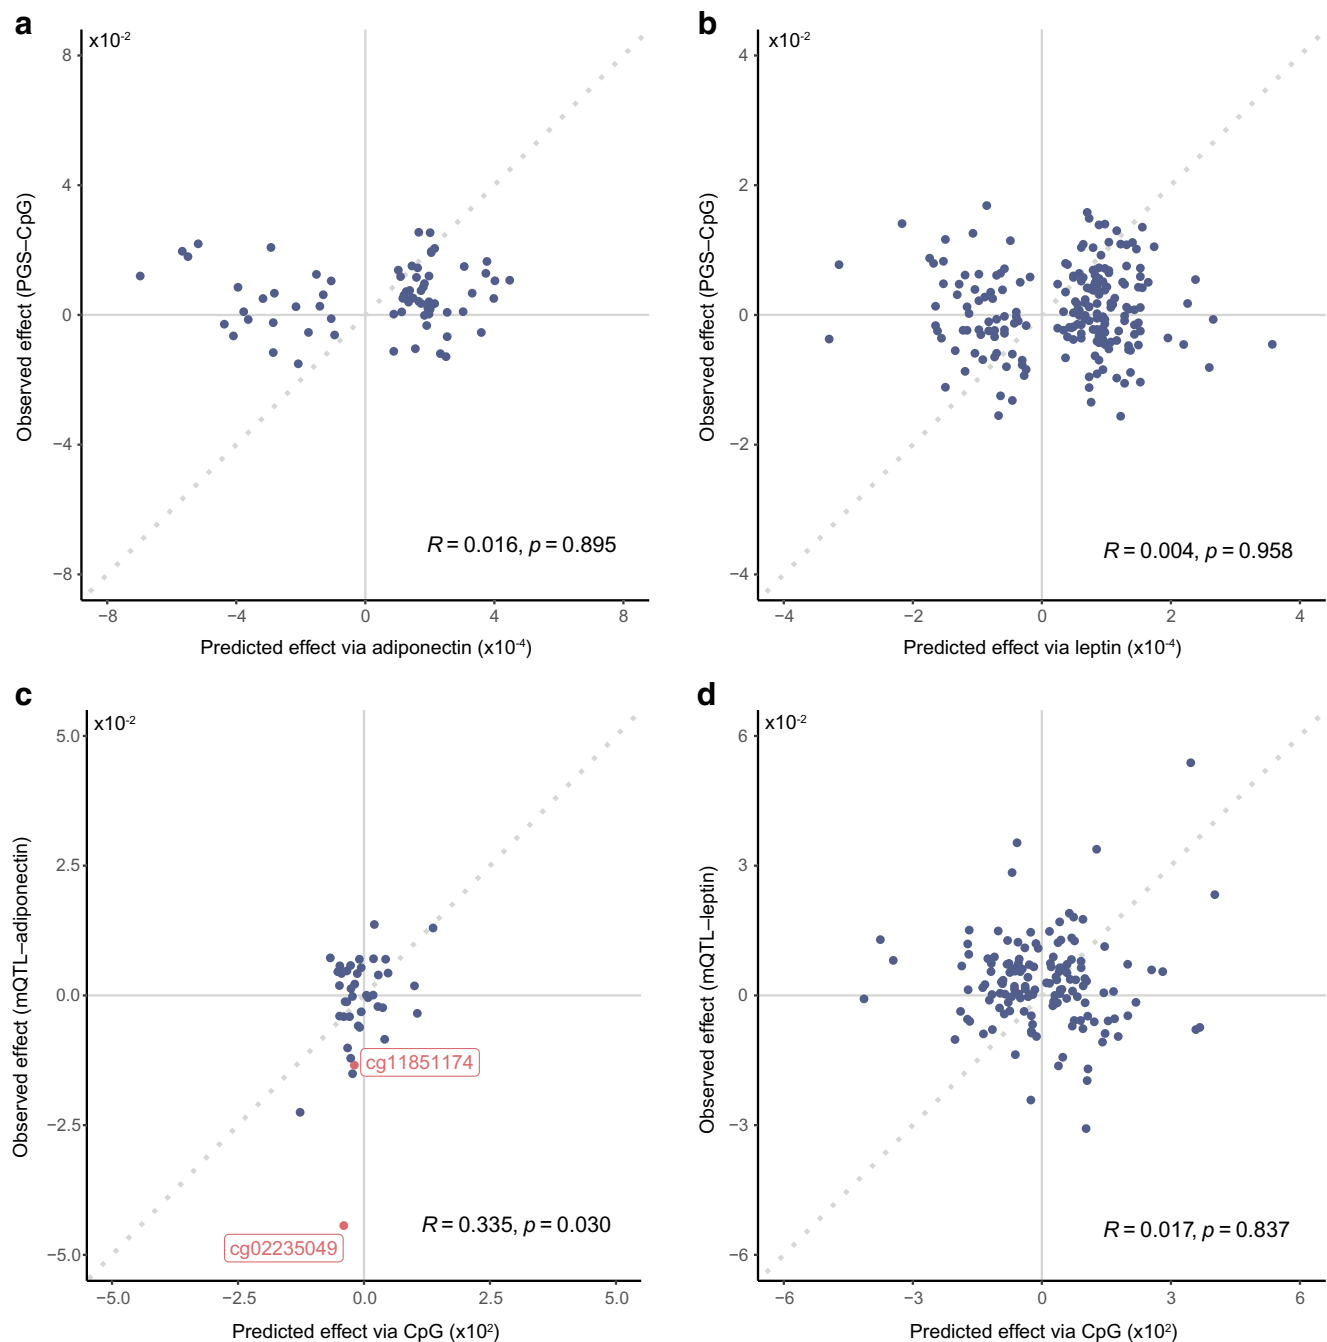 a
x10-2
8
4
0
−4
−8
Observed effect (PGS–CpG)
R = 0.016, p = 0.895
−8 −4 0 4 8
Predicted effect via adiponectin (x10-4)
b
x10-2
4
2
0
−2
−4
Observed effect (PGS–CpG)
R = 0.004, p = 0.958
−4 −2 0 2 4
Predicted effect via leptin (x10-4)
c
x10-2
5.0
2.5
0.0
−2.5
−5.0
Observed effect (mQTL–adiponectin)
cg11851174
cg02235049
R = 0.335, p = 0.030
−5.0 −2.5 0.0 2.5 5.0
Predicted effect via CpG (x102)
d
x10-2
6
3
0
−3
−6
Observed effect (mQTL–leptin)
R = 0.017, p = 0.837
−6 −3 0 3 6
Predicted effect via CpG (x102)